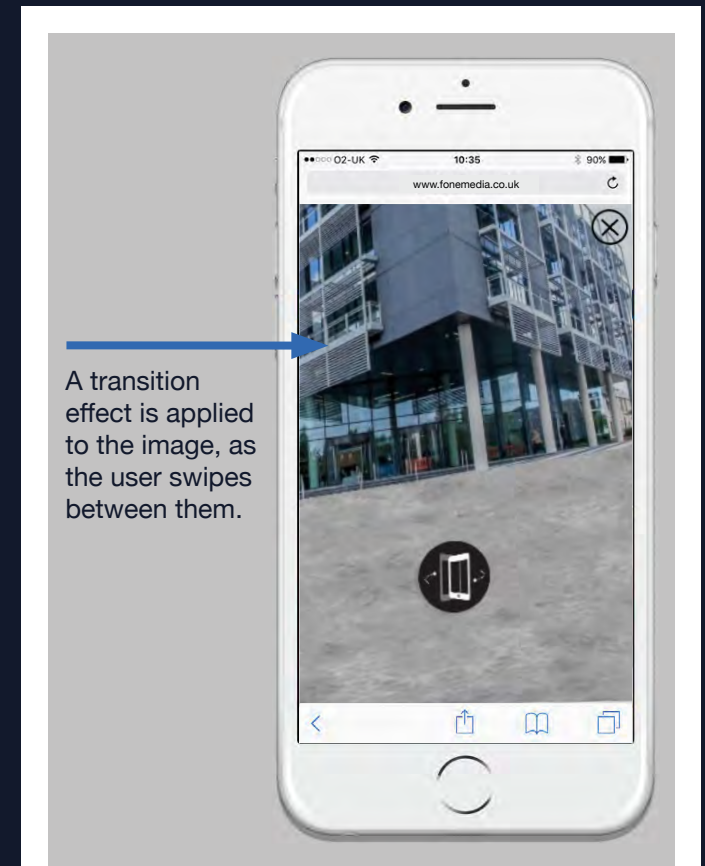 ●●○○○ O2-UK 10:35 90%
www.fonemedia.co.uk
A transition
effect is applied
to the image, as
the user swipes
between them.